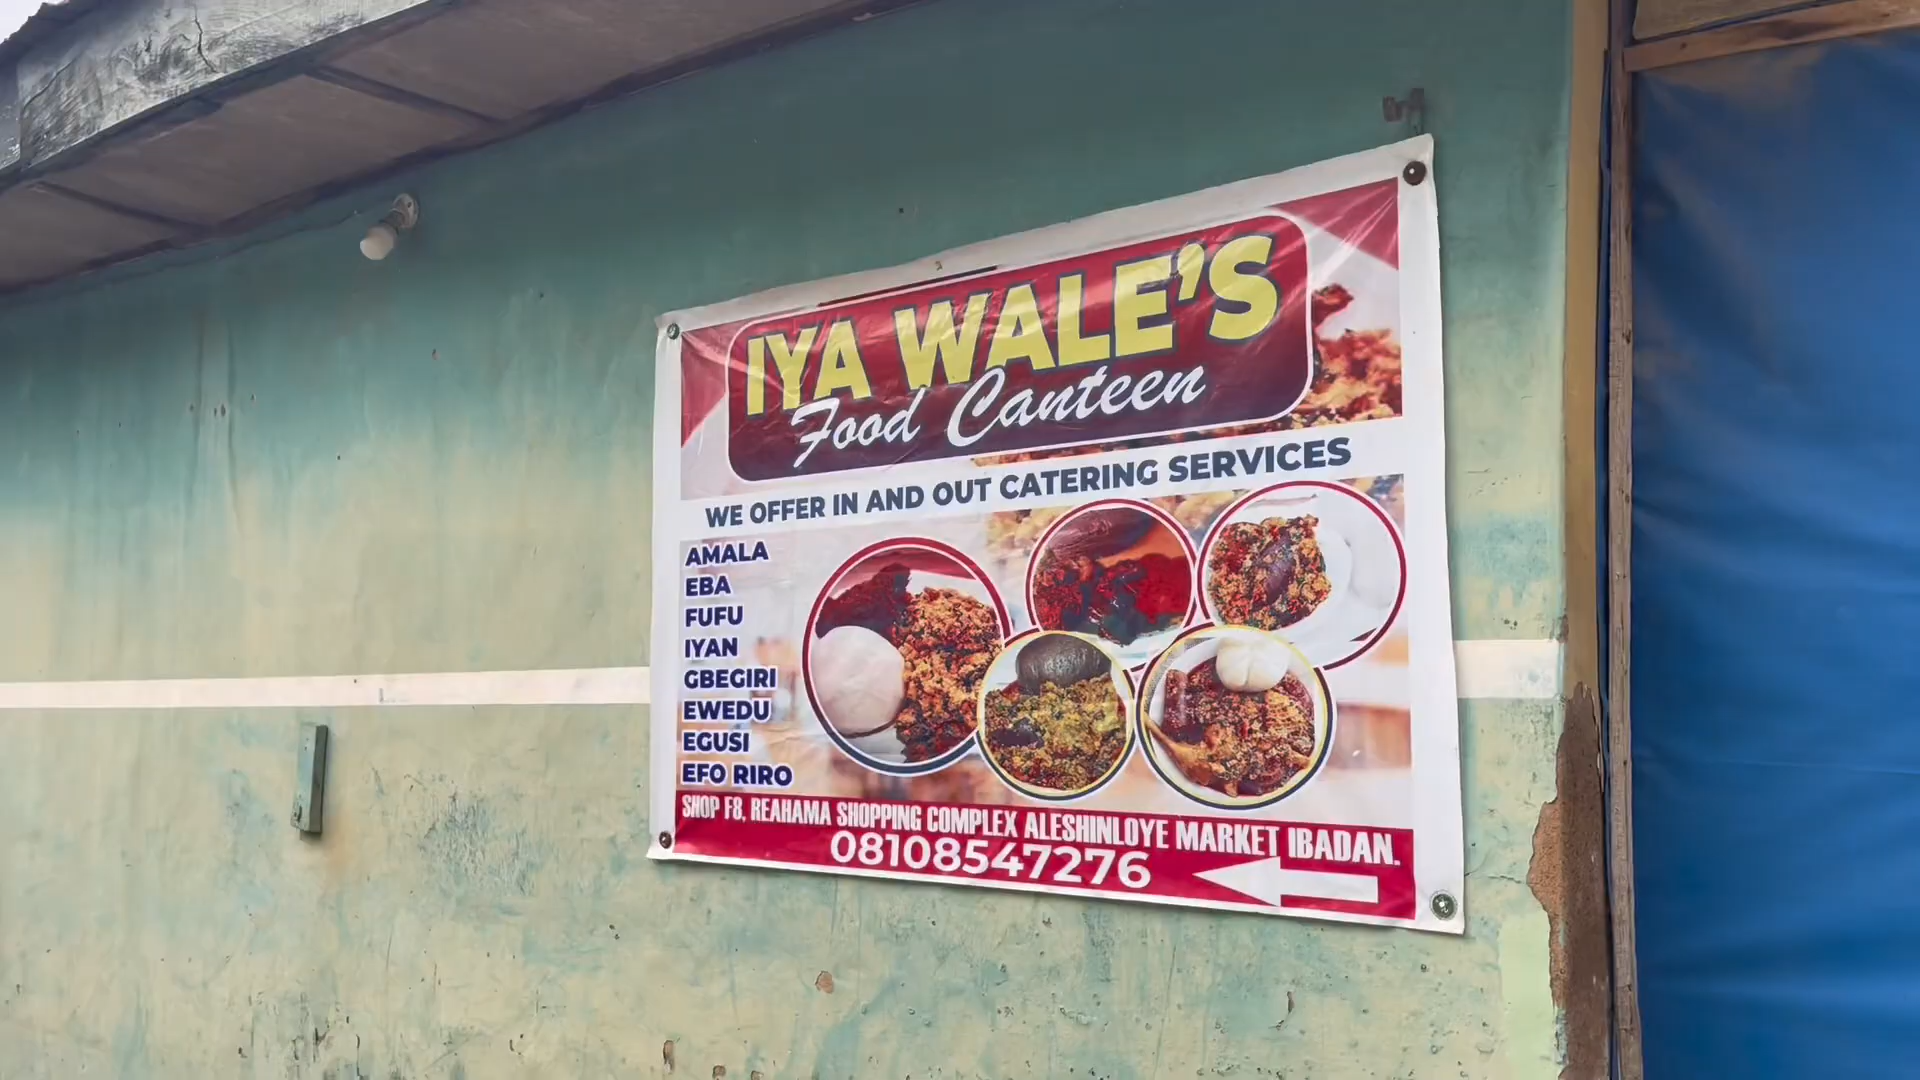 IYA WALE'S
Food Canteen
WE OFFER IN AND OUT CATERING SERVICES
AMALA
EBA
FUFU
IYAN
GBEGIRI
EWEDU
EGUSI
EFO RIRO
SHOP F8, REAHAMA SHOPPING COMPLEX ALESHINLOYE MARKET IBADAN.
08108547276